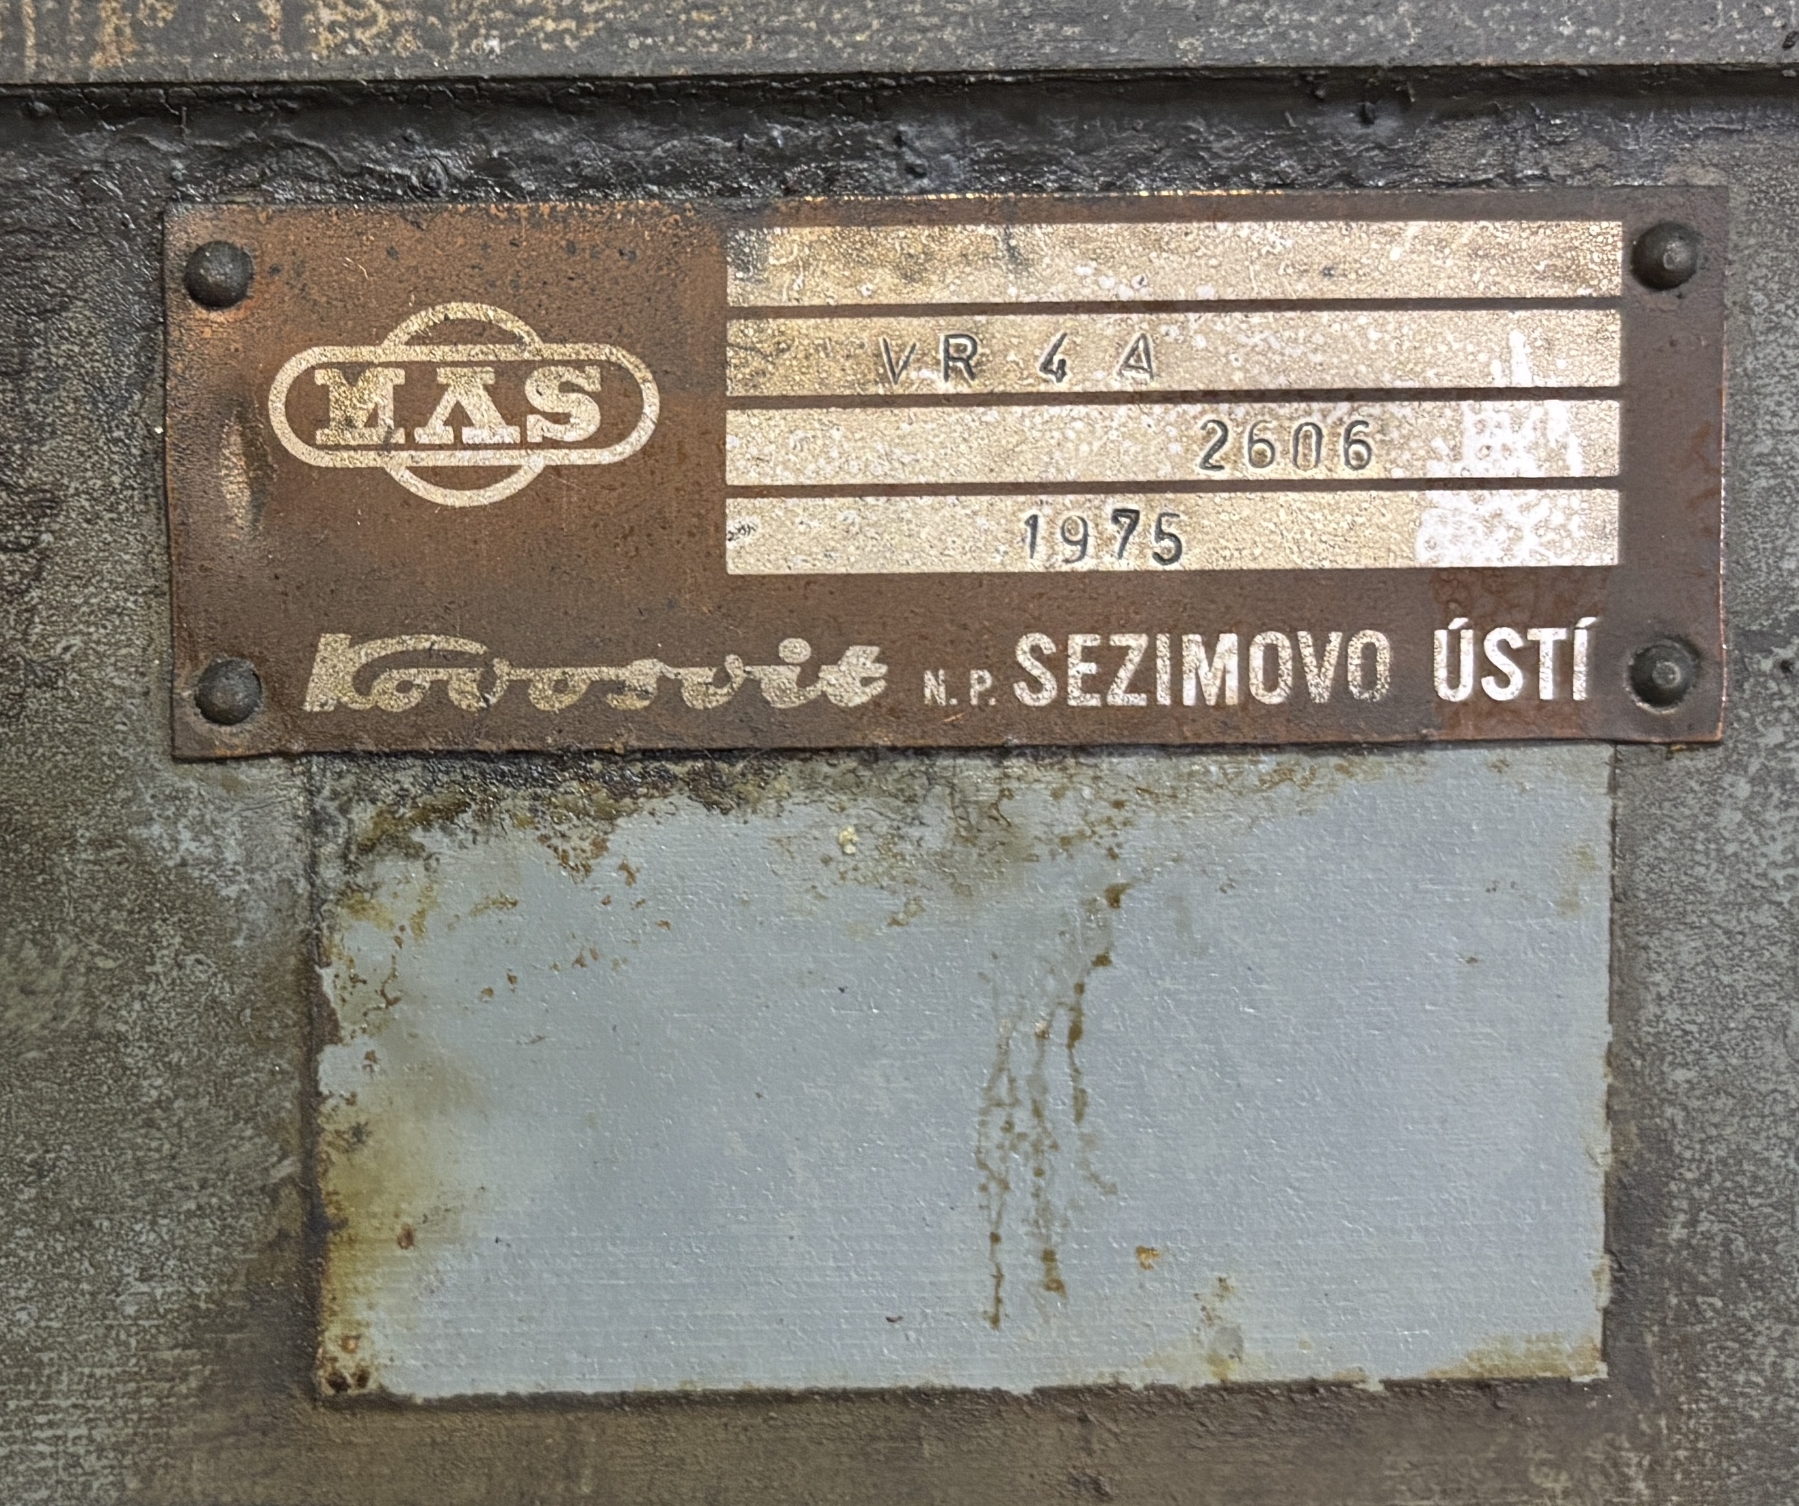 MAS
VR 4 A
2606
1975
Kovosvit N.P. SEZIMOVO ÚSTÍ